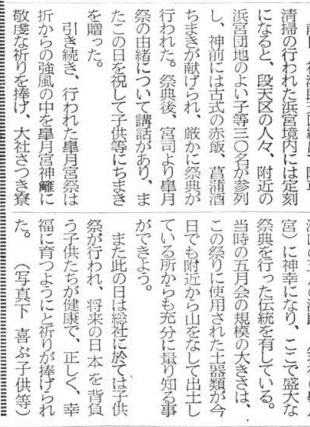 清掃の行われた浜宮境内には定刻
になると、段天区の人々、附近の
浜宮団地のよい子等三〇名が参列
し、神前には古式の赤飯、菖蒲酒
ちまきが献げられ、厳かに祭典が
行われた。祭典後、宮司より皐月
祭の由緒について講話があり、ま
たこの日を祝して子供等にちまき
を贈った。
引き続き、行われた皐月宮祭は
折からの強風の中を皐月宮神籬に
敬虔な祈りを捧げ、大社さつき寮
宮）に神幸になり、ここで盛大な
祭典を行った伝統を有している。
当時の五月会の規模の大きさは、
この祭りに使用された土器類が今
日でも附近から山をなして出土し
ている所からも充分に量り知る事
ができよう。
また此の日は総社に於ては子供
祭が行われ、将来の日本を背負
う子供たちが健康で、正しく、幸
福に育つようにと祈りが捧げられ
た。　（写真下　喜ぶ子供等）